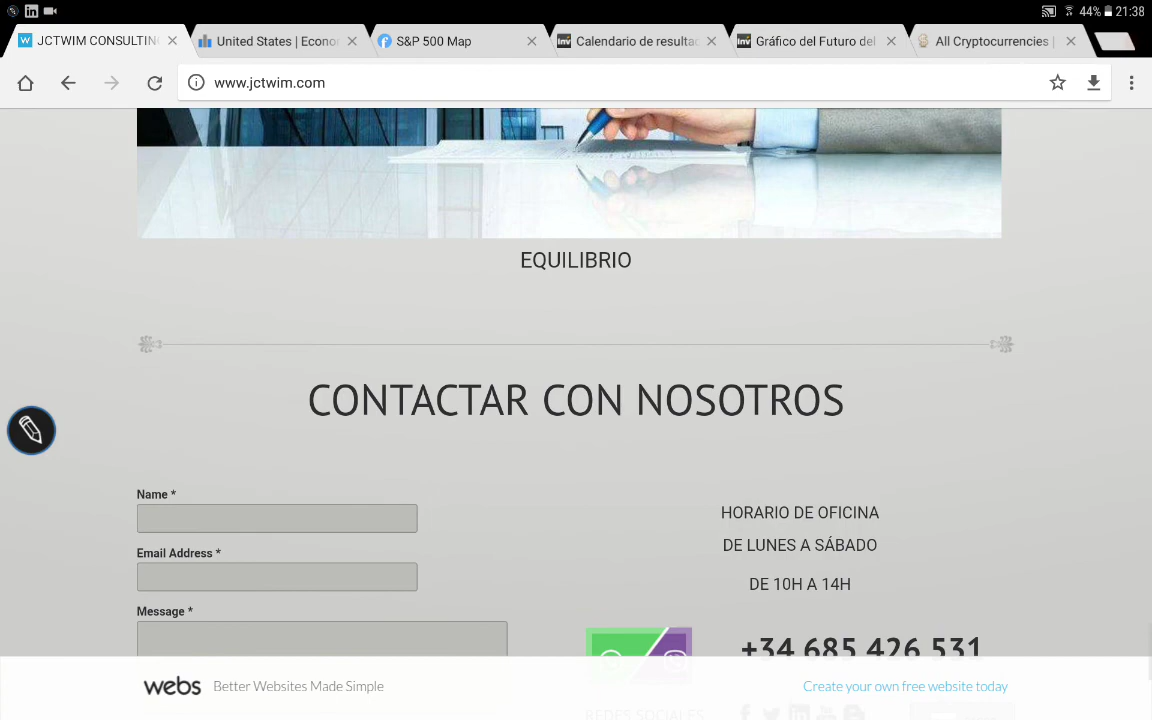 44% 21:38
JCTWIM CONSULTIN
United States | Econo
S&P 500 Map
Calendario de resultad
Gráfico del Futuro del
All Cryptocurrencies |
www.jctwim.com
EQUILIBRIO
CONTACTAR CON NOSOTROS
Name *
Email Address *
Message *
HORARIO DE OFICINA
DE LUNES A SÁBADO
DE 10H A 14H
+34 685 426 531
webs Better Websites Made Simple
Create your own free website today
REDES SOCIALES